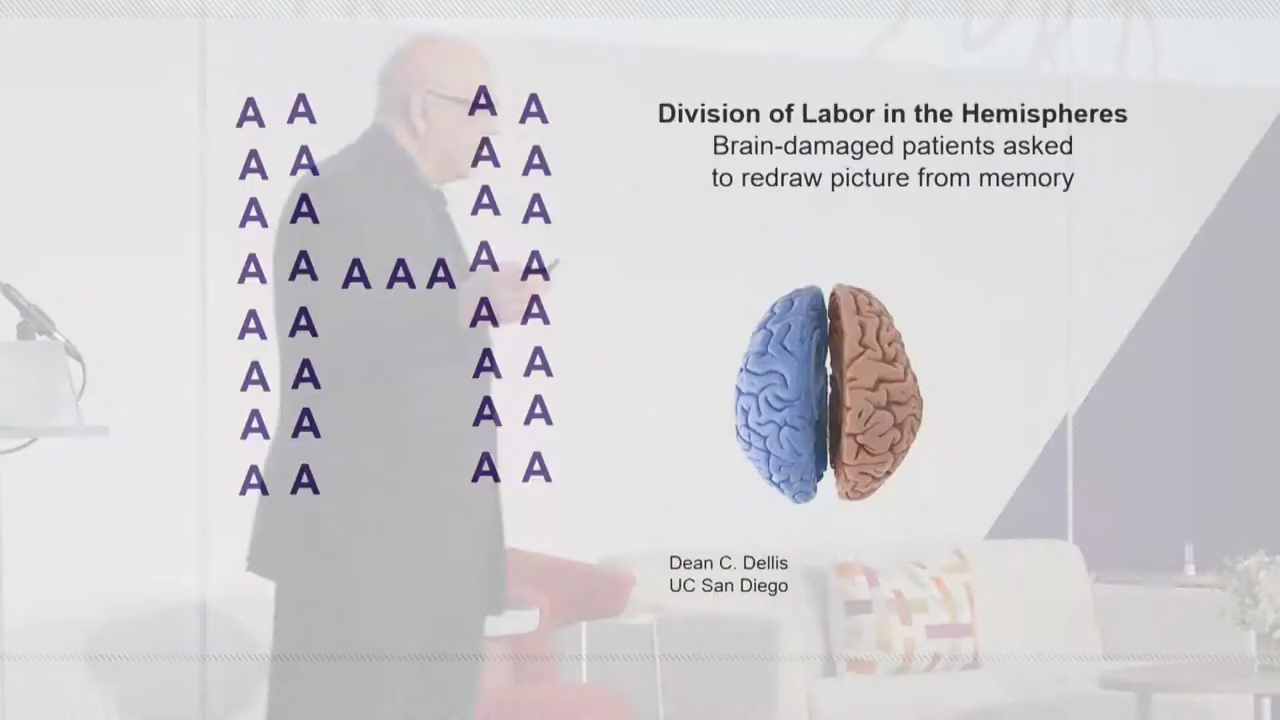 A A A A
A A A A
A A A A
A A A A A A A
A A A A
A A A A
A A A A
A A A A
Division of Labor in the Hemispheres
Brain-damaged patients asked
to redraw picture from memory
Dean C. Dellis
UC San Diego